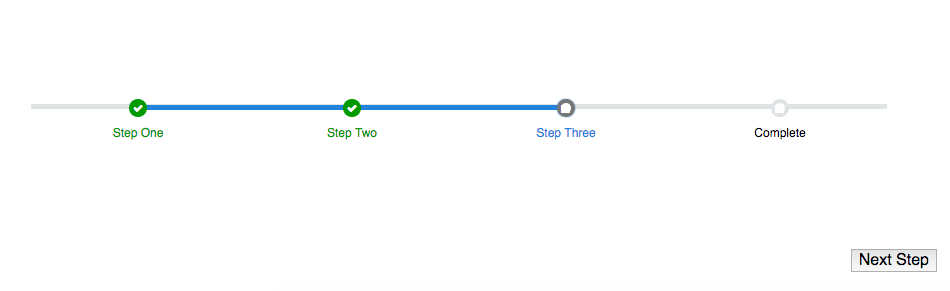 Step One
Step Two
Step Three
Complete
Next Step